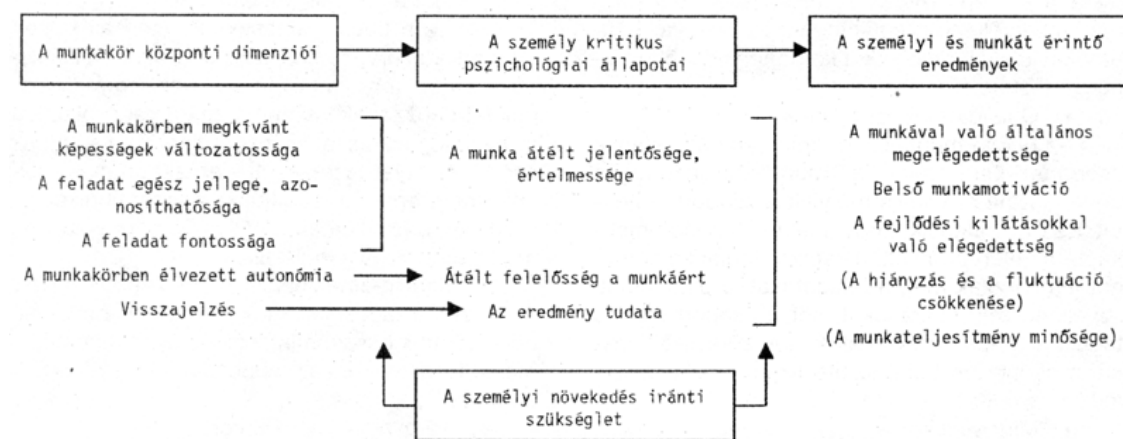 A munkakör központi dimenziói
A személy kritikus
pszichológiai állapotai
A személyi és munkát érintő
eredmények
A munkakörben megkívánt
képességek változatossága
A feladat egész jellege, azo-
nosíthatósága
A feladat fontossága
A munkakörben élvezett autonómia
Visszajelzés
A munka átélt jelentősége,
értelmessége
Átélt felelősség a munkáért
Az eredmény tudata
A munkával való általános
megelégedettsége
Belső munkamotiváció
A fejlődési kilátásokkal
való elégedettség
(A hiányzás és a fluktuáció
csökkenése)
(A munkateljesítmény minősége)
A személyi növekedés iránti
szükséglet